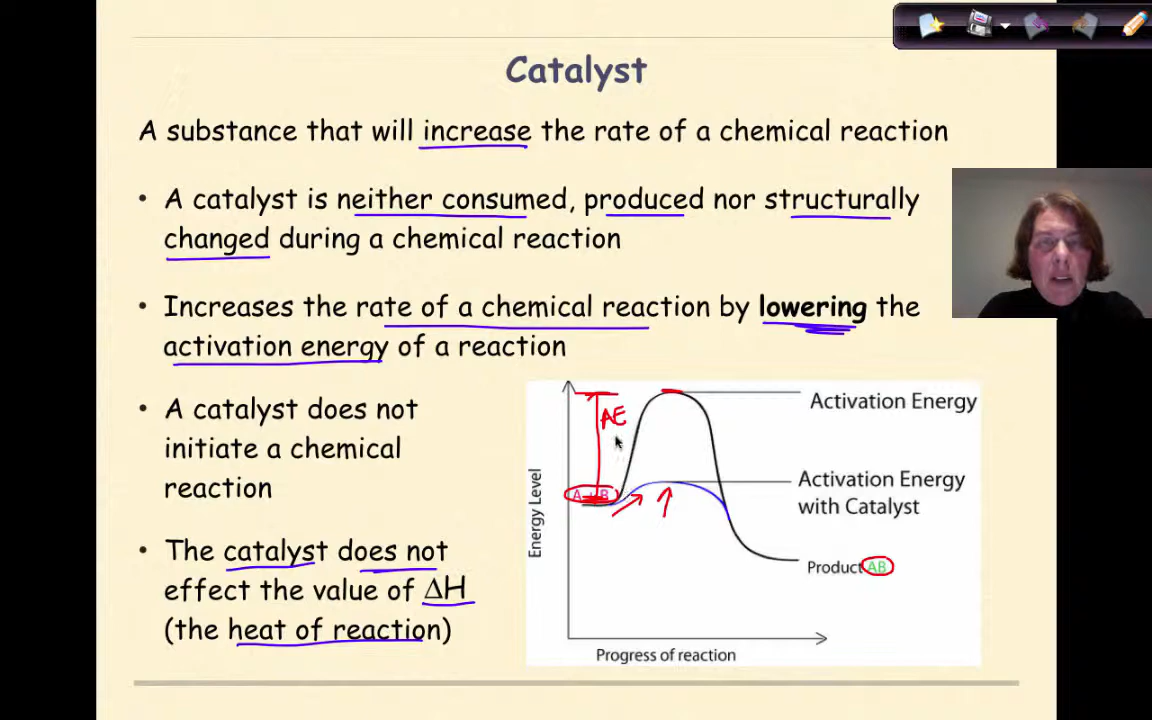 Catalyst
A substance that will increase the rate of a chemical reaction
• A catalyst is neither consumed, produced nor structurally
changed during a chemical reaction
• Increases the rate of a chemical reaction by lowering the
activation energy of a reaction
• A catalyst does not
initiate a chemical
reaction
• The catalyst does not
effect the value of ΔH
(the heat of reaction)
Activation Energy
AE
Activation Energy
with Catalyst
A + B
Energy Level
Product AB
Progress of reaction